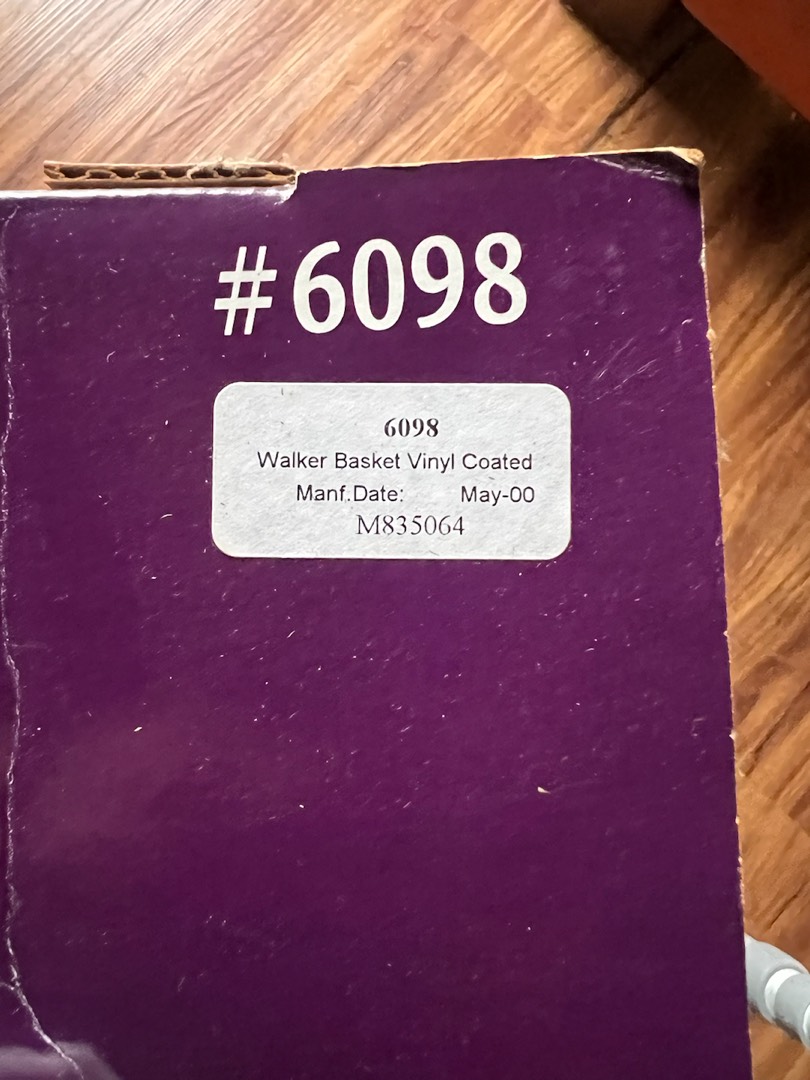 #6098
6098
Walker Basket Vinyl Coated
Manf.Date: May-00
M835064